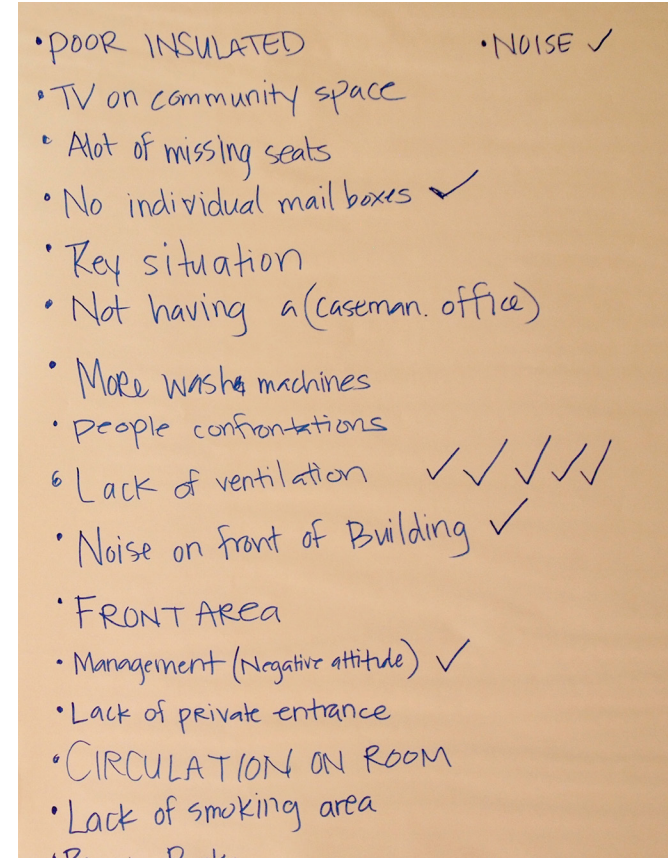 • POOR INSULATED • NOISE ✓
• TV on community space
• Alot of missing seats
• No individual mail boxes ✓
• Key situation
• Not having a (caseman. office)
• More wash machines
• people confrontations
• Lack of ventilation ✓ ✓ ✓ ✓ ✓
• Noise on front of Building ✓
• FRONT AREA
• Management (Negative attitude) ✓
• Lack of private entrance
• CIRCULATION ON ROOM
• Lack of smoking area